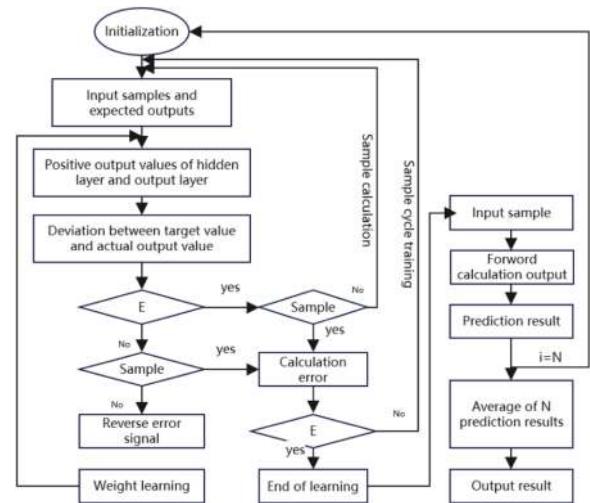 Initialization
Input samples and
expected outputs
Positive output values of hidden
layer and output layer
Deviation between target value
and actual output value
E
yes
Sample
No
yes
No
Sample
yes
Calculation
error
No
Reverse error
signal
E
No
yes
Weight learning
End of learning
Sample calculation
Sample cycle training
Input sample
Forword
calculation output
Prediction result
i=N
Average of N
prediction results
Output result